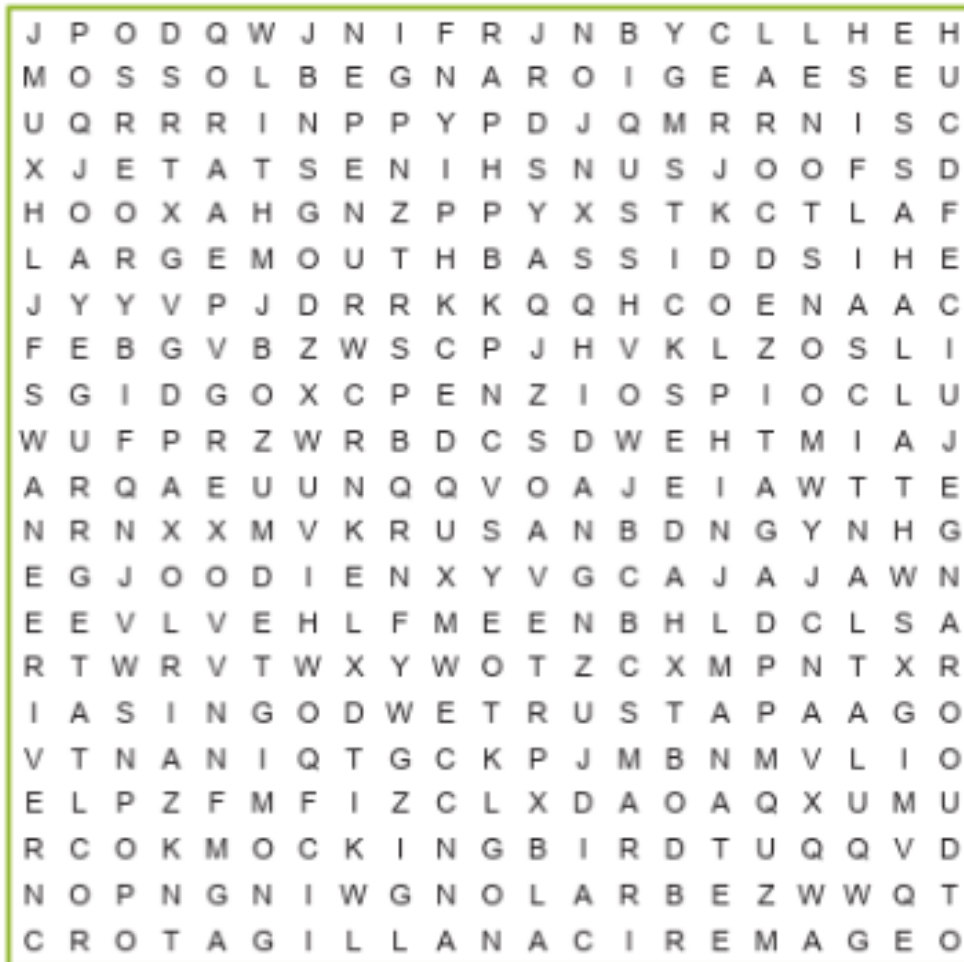 J P O D Q W J N I F R J N B Y C L L H E H
M O S S O L B E G N A R O I G E A E S E U
U Q R R R I N P P Y P D J Q M R R N I S C
X J E T A T S E N I H S N U S J O O F S D
H O O X A H G N Z P P Y X S T K C T L A F
L A R G E M O U T H B A S S I D D S I H E
J Y Y V P J D R R K K Q Q H C O E N A A C
F E B G V B Z W S C P J H V K L Z O S L I
S G I D G O X C P E N Z I O S P I O C L U
W U F P R Z W R B D C S D W E H T M I A J
A R Q A E U U N Q Q V O A J E I A W T T E
N R N X X M V K R U S A N B D N G Y N H G
E G J O O D I E N X Y V G C A J A J A W N
E E V L V E H L F M E E N B H L D C L S A
R T W R V T W X Y W O T Z C X M P N T X R
I A S I N G O D W E T R U S T A P A A G O
V T N A N I Q T G C K P J M B N M V L I O
E L P Z F M F I Z C L X D A O A Q X U M U
R C O K M O C K I N G B I R D T U Q Q V D
N O P N G N I W G N O L A R B E Z W W Q T
C R O T A G I L L A N A C I R E M A G E O